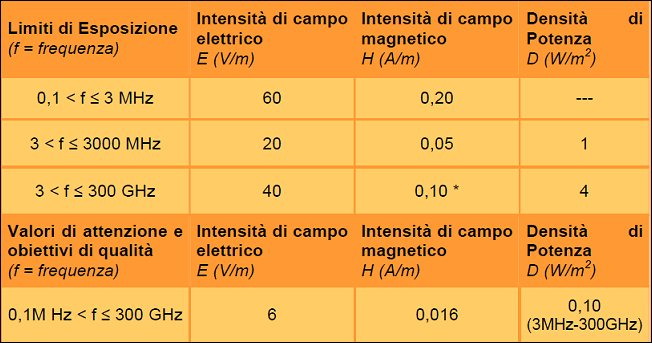 Limiti di Esposizione
(f = frequenza)
Intensità di campo
elettrico
E (V/m)
Intensità di campo
magnetico
H (A/m)
Densità di
Potenza
D (W/m²)
0,1 < f ≤ 3 MHz 60 0,20 ---
3 < f ≤ 3000 MHz 20 0,05 1
3 < f ≤ 300 GHz 40 0,10 * 4
Valori di attenzione e
obiettivi di qualità
(f = frequenza)
Intensità di campo
elettrico
E (V/m)
Intensità di campo
magnetico
H (A/m)
Densità di
Potenza
D (W/m²)
0,1M Hz < f ≤ 300 GHz 6 0,016 0,10
(3MHz-300GHz)